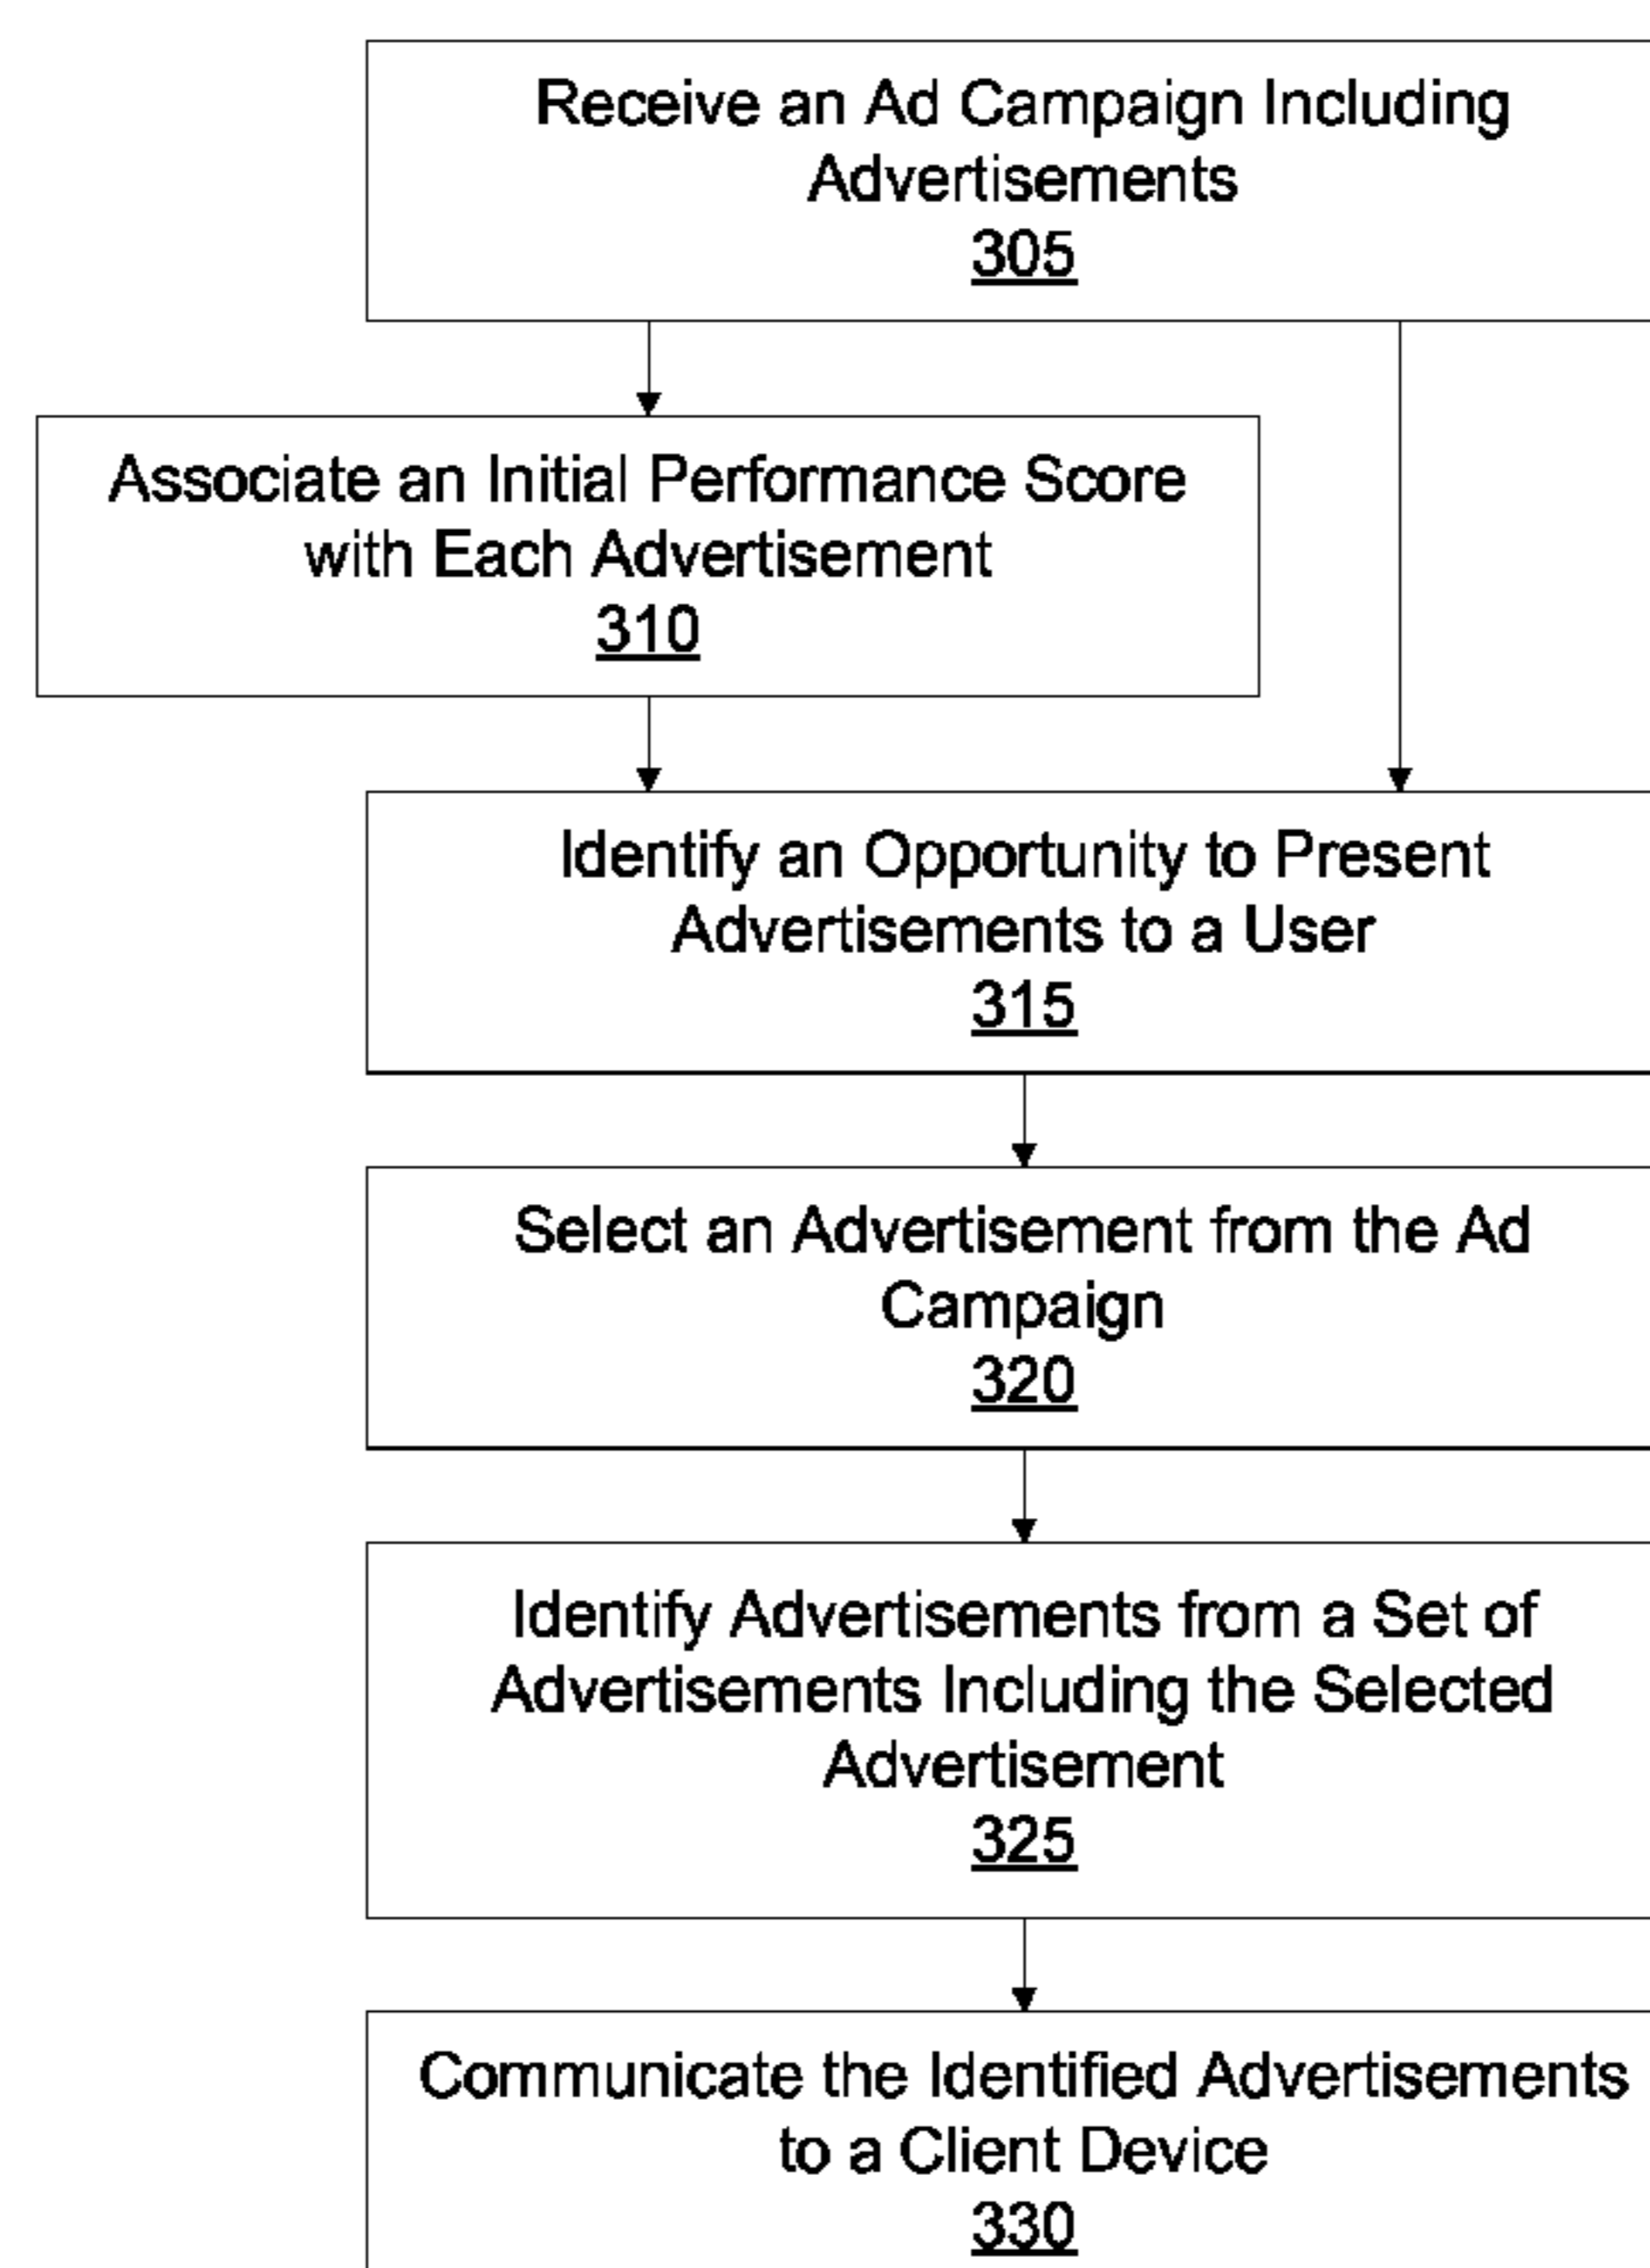 Receive an Ad Campaign Including
Advertisements
305
Associate an Initial Performance Score
with Each Advertisement
310
Identify an Opportunity to Present
Advertisements to a User
315
Select an Advertisement from the Ad
Campaign
320
Identify Advertisements from a Set of
Advertisements Including the Selected
Advertisement
325
Communicate the Identified Advertisements
to a Client Device
330